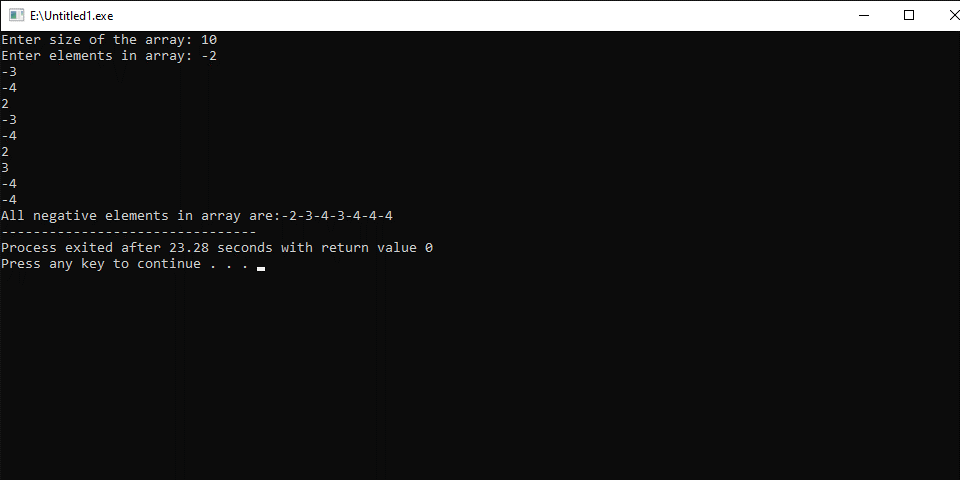 E:\Untitled1.exe
Enter size of the array: 10
Enter elements in array: -2
-3
-4
2
-3
-4
2
3
-4
-4
All negative elements in array are:-2-3-4-3-4-4-4
--------------------------------
Process exited after 23.28 seconds with return value 0
Press any key to continue . . .